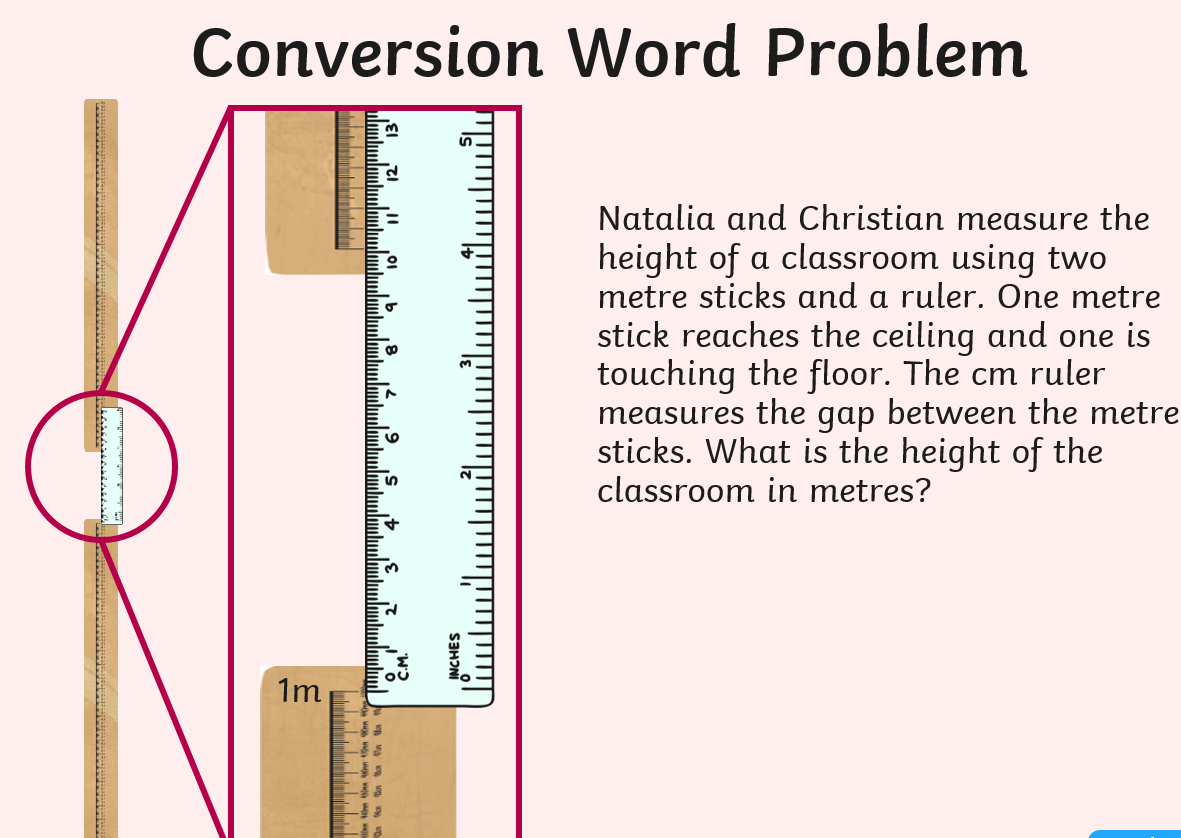 Conversion Word Problem
Natalia and Christian measure the
height of a classroom using two
metre sticks and a ruler. One metre
stick reaches the ceiling and one is
touching the floor. The cm ruler
measures the gap between the metre
sticks. What is the height of the
classroom in metres?
13
12
11
10
9
8
7
6
5
4
3
2
1
0
C.M.
5
4
3
2
1
0
INCHES
1m